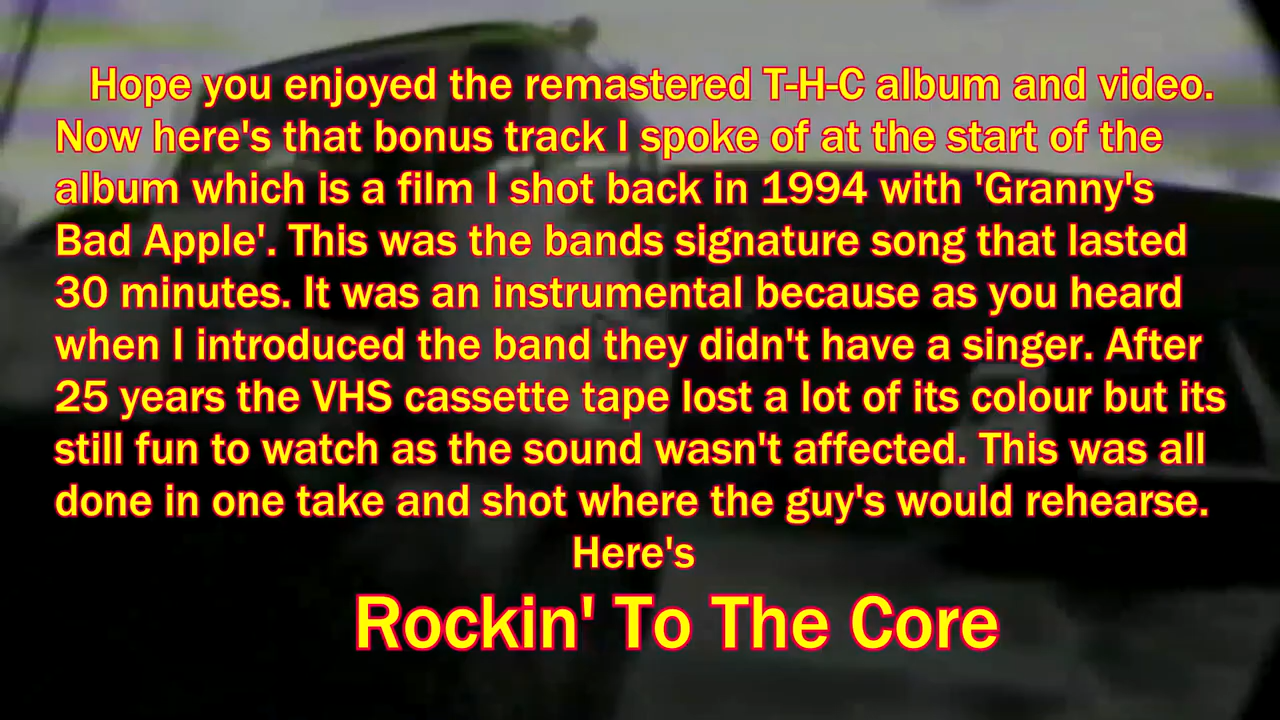 Hope you enjoyed the remastered T-H-C album and video.
Now here's that bonus track I spoke of at the start of the
album which is a film I shot back in 1994 with 'Granny's
Bad Apple'. This was the bands signature song that lasted
30 minutes. It was an instrumental because as you heard
when I introduced the band they didn't have a singer. After
25 years the VHS cassette tape lost a lot of its colour but its
still fun to watch as the sound wasn't affected. This was all
done in one take and shot where the guy's would rehearse.
Here's
Rockin' To The Core